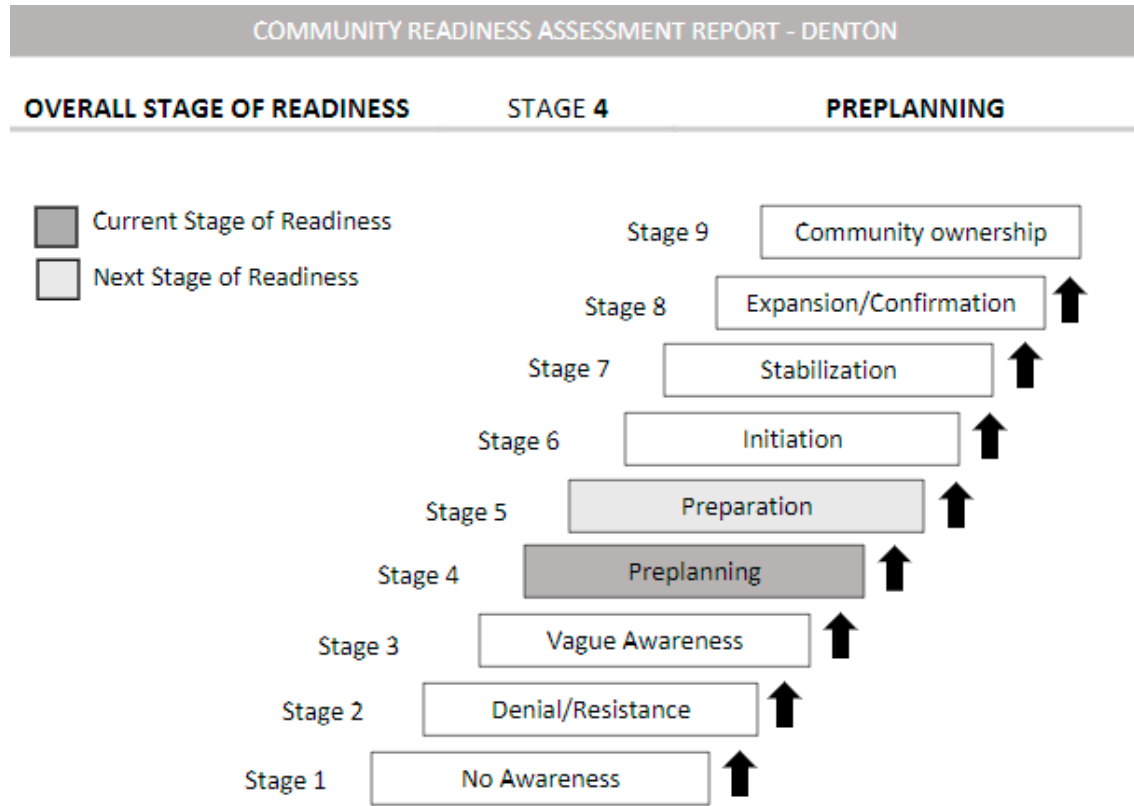 COMMUNITY READINESS ASSESSMENT REPORT - DENTON
OVERALL STAGE OF READINESS STAGE 4 PREPLANNING
Current Stage of Readiness
Next Stage of Readiness
Stage 9 Community ownership
Stage 8 Expansion/Confirmation
Stage 7 Stabilization
Stage 6 Initiation
Stage 5 Preparation
Stage 4 Preplanning
Stage 3 Vague Awareness
Stage 2 Denial/Resistance
Stage 1 No Awareness